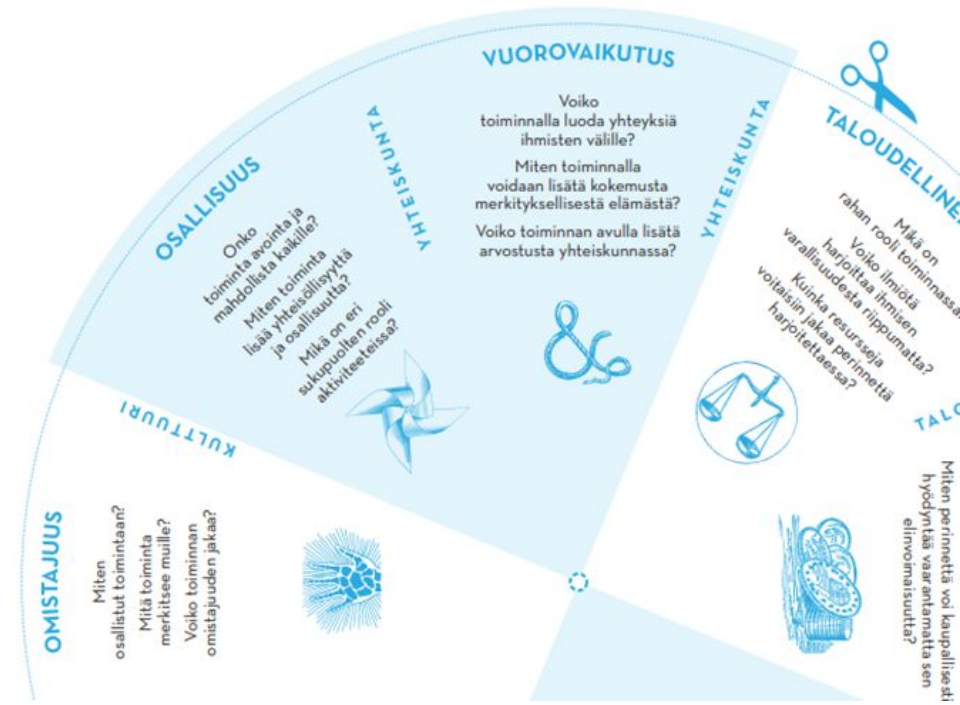 VUOROVAIKUTUS
Voiko
toiminnalla luoda yhteyksiä
ihmisten välille?
Miten toiminnalla
voidaan lisätä kokemusta
merkityksellisestä elämästä?
Voiko toiminnan avulla lisätä
arvostusta yhteiskunnassa?
YHTEISKUNTA
YHTEISKUNTA
OSALLISUUS
Onko
toiminta avointa ja
mahdollista kaikille?
Miten toiminta
lisää yhteisöllisyyttä
ja osallisuutta?
Mikä on eri
sukupuolten rooli
aktiviteeteissa?
KULTTUURI
OMISTAJUUS
Miten
osallistut toimintaan?
Mitä toiminta
merkitsee muille?
Voiko toiminnan
omistajuuden jakaa?
TALOUDELLINE
Mikä on
rahan rooli toiminnassa
Voiko ilmiötä
harjoittaa ihmisen
varallisuudesta riippumatta?
Kuinka resursseja
voitaisiin jakaa perinnettä
harjoitettaessa?
TALO
Miten perinnettä voi kaupallisesti
hyödyntää vaarantamatta sen
elinvoimaisuutta?